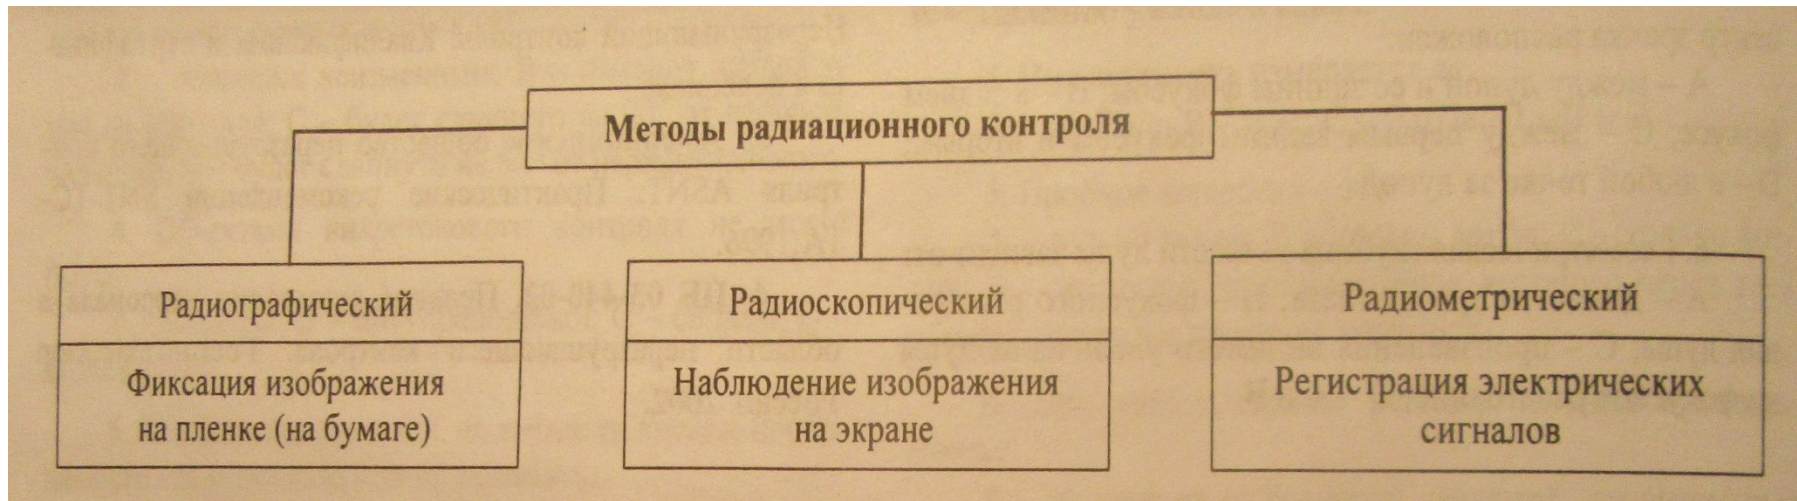 Методы радиационного контроля
Радиографический
Фиксация изображения
на пленке (на бумаге)
Радиоскопический
Наблюдение изображения
на экране
Радиометрический
Регистрация электрических
сигналов